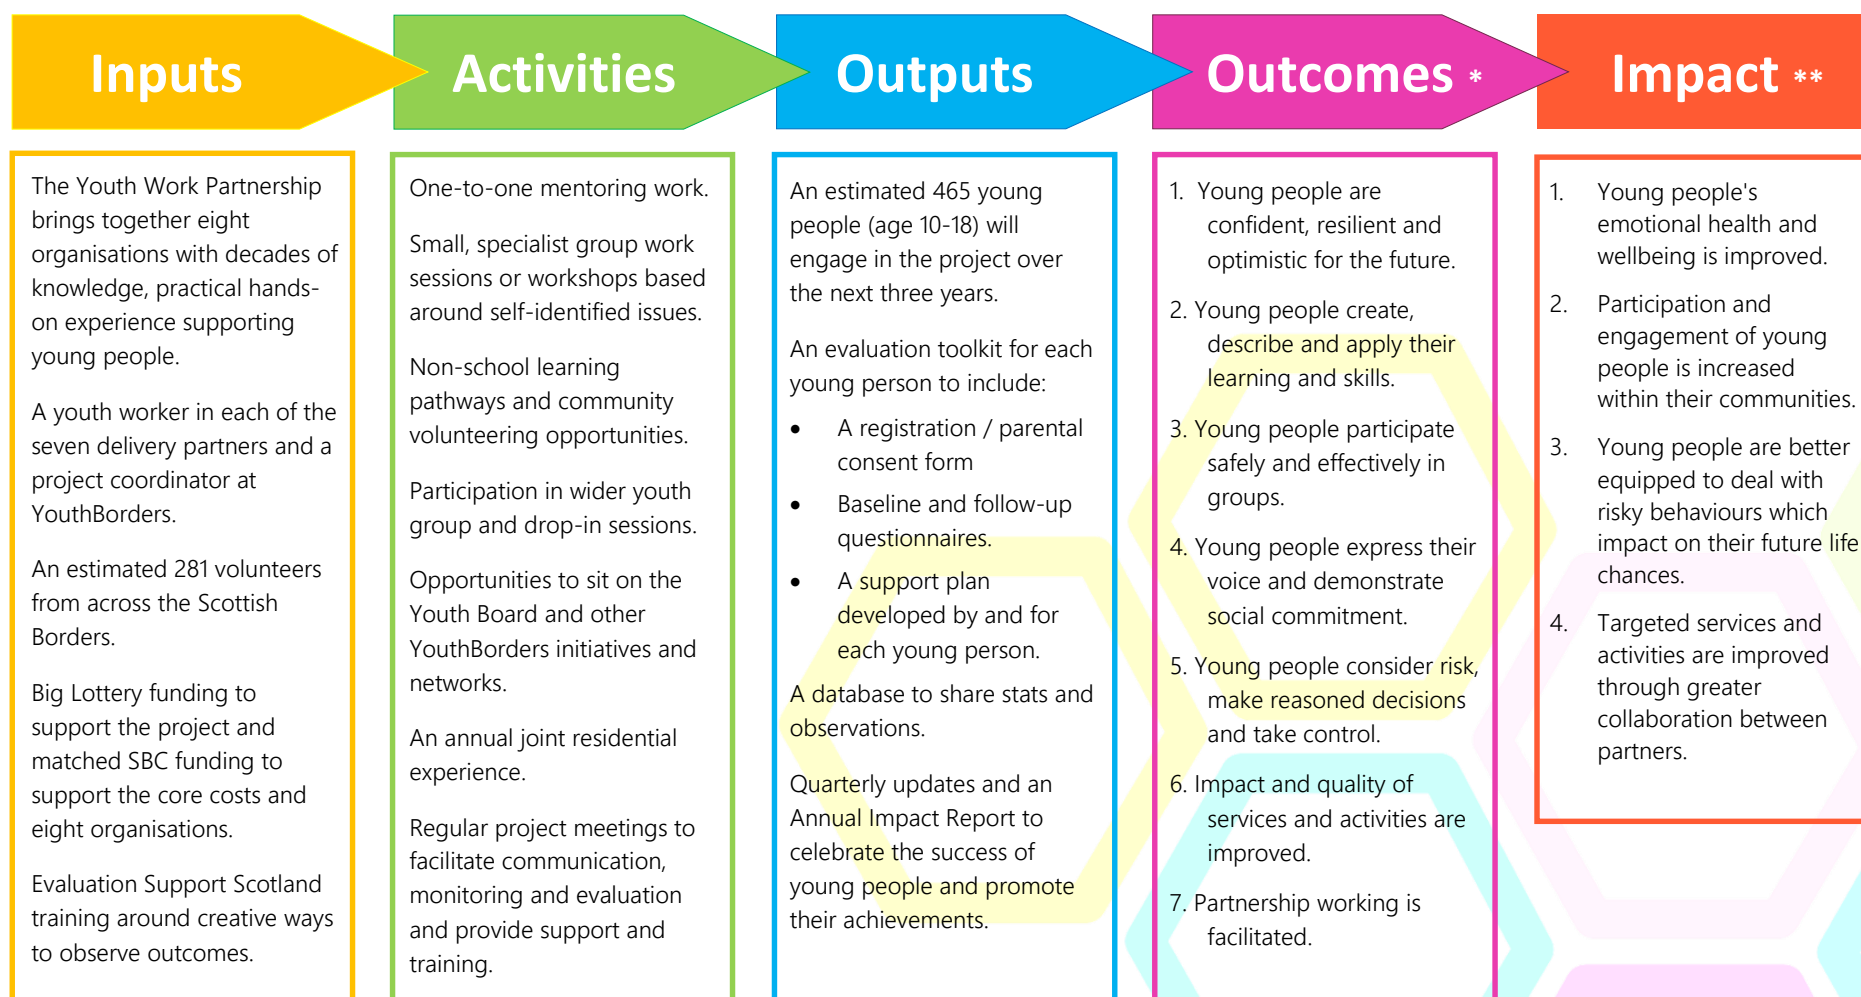 Inputs
The Youth Work Partnership
brings together eight
organisations with decades of
knowledge, practical hands-
on experience supporting
young people.
A youth worker in each of the
seven delivery partners and a
project coordinator at
YouthBorders.
An estimated 281 volunteers
from across the Scottish
Borders.
Big Lottery funding to
support the project and
matched SBC funding to
support the core costs and
eight organisations.
Evaluation Support Scotland
training around creative ways
to observe outcomes.
Activities
One-to-one mentoring work.
Small, specialist group work
sessions or workshops based
around self-identified issues.
Non-school learning
pathways and community
volunteering opportunities.
Participation in wider youth
group and drop-in sessions.
Opportunities to sit on the
Youth Board and other
YouthBorders initiatives and
networks.
An annual joint residential
experience.
Regular project meetings to
facilitate communication,
monitoring and evaluation
and provide support and
training.
Outputs
An estimated 465 young
people (age 10-18) will
engage in the project over
the next three years.
An evaluation toolkit for each
young person to include:
• A registration / parental
consent form
• Baseline and follow-up
questionnaires.
• A support plan
developed by and for
each young person.
A database to share stats and
observations.
Quarterly updates and an
Annual Impact Report to
celebrate the success of
young people and promote
their achievements.
Outcomes *
1. Young people are
confident, resilient and
optimistic for the future.
2. Young people create,
describe and apply their
learning and skills.
3. Young people participate
safely and effectively in
groups.
4. Young people express their
voice and demonstrate
social commitment.
5. Young people consider risk,
make reasoned decisions
and take control.
6. Impact and quality of
services and activities are
improved.
7. Partnership working is
facilitated.
Impact **
1. Young people's
emotional health and
wellbeing is improved.
2. Participation and
engagement of young
people is increased
within their communities.
3. Young people are better
equipped to deal with
risky behaviours which
impact on their future life
chances.
4. Targeted services and
activities are improved
through greater
collaboration between
partners.